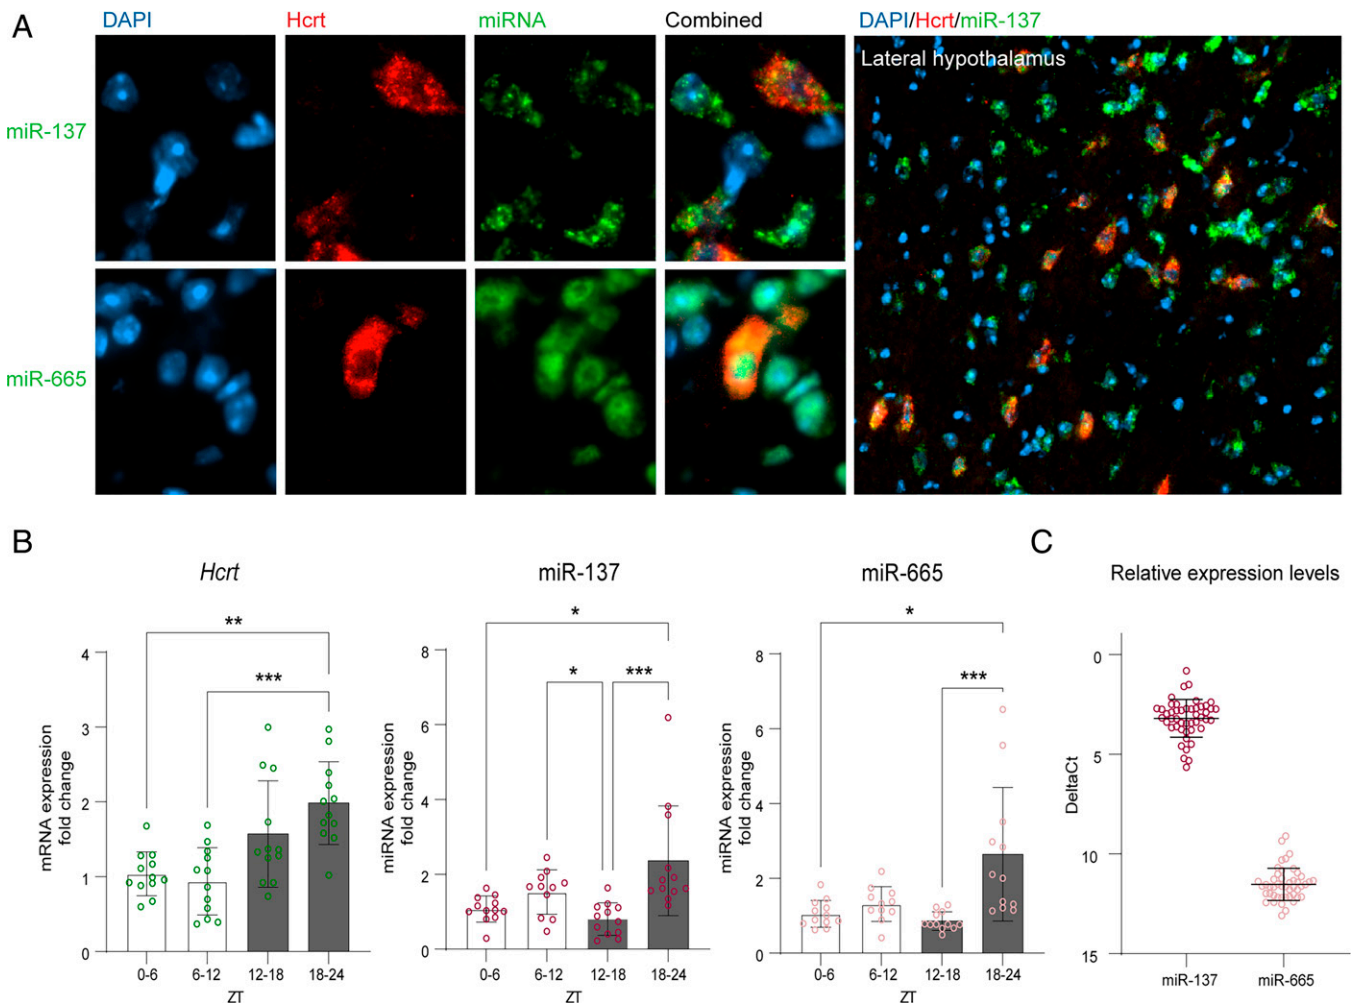 A
DAPI
Hcrt
miRNA
Combined
DAPI/Hcrt/miR-137
Lateral hypothalamus
miR-137
miR-665
B
Hcrt
mRNA expression
fold change
4
3
2
1
0
**
***
0-6
6-12
12-18
18-24
ZT
miR-137
miRNA expression
fold change
8
6
4
2
0
*
*
***
0-6
6-12
12-18
18-24
ZT
miR-665
miRNA expression
fold change
8
6
4
2
0
*
***
0-6
6-12
12-18
18-24
ZT
C
Relative expression levels
DeltaCt
0
5
10
15
miR-137
miR-665